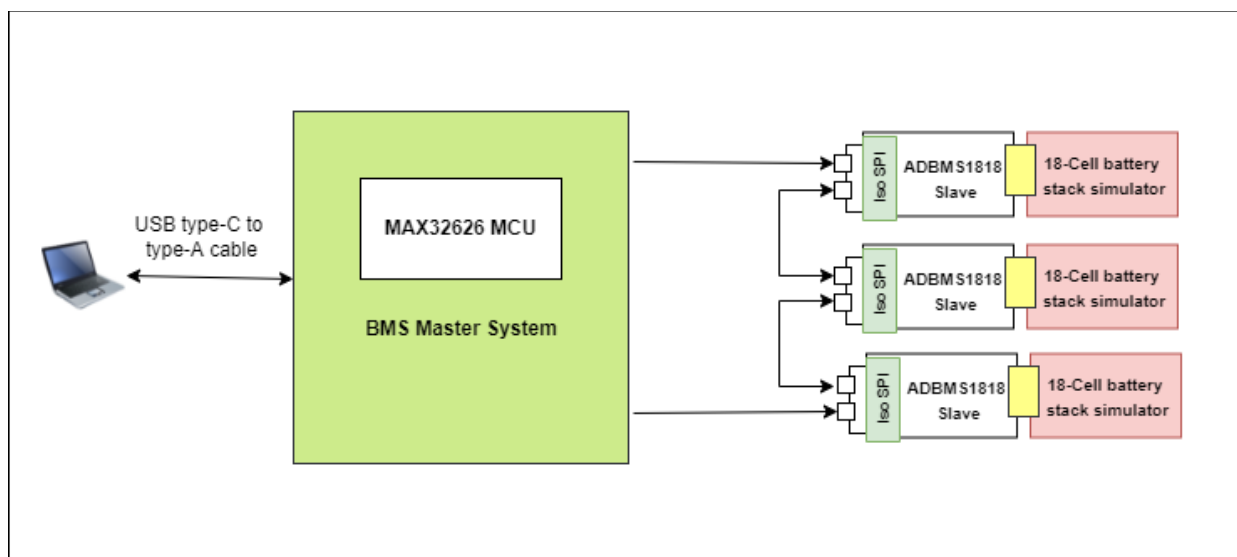 USB type-C to
type-A cable
MAX32626 MCU
BMS Master System
Iso SPI
ADBMS1818
Slave
18-Cell battery
stack simulator
Iso SPI
ADBMS1818
Slave
18-Cell battery
stack simulator
Iso SPI
ADBMS1818
Slave
18-Cell battery
stack simulator